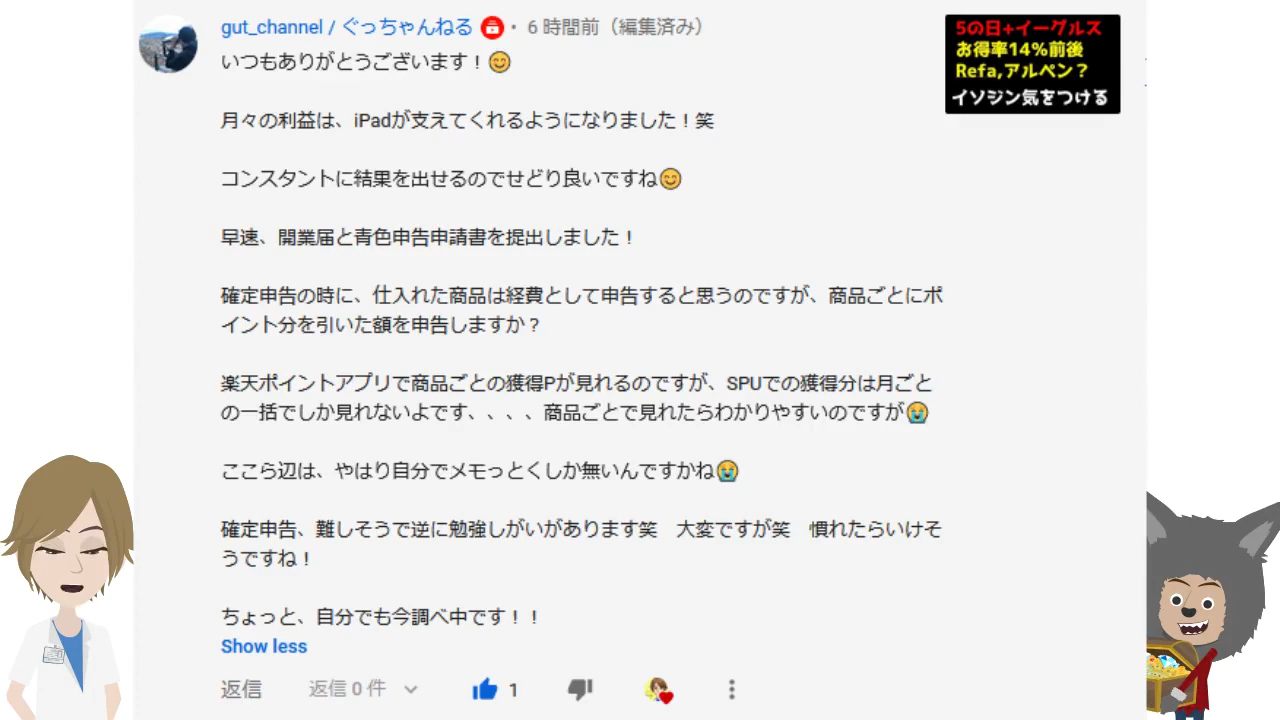 gut_channel / ぐっちゃんねる ・ 6 時間前（編集済み）
いつもありがとうございます！😊
月々の利益は、iPadが支えてくれるようになりました！笑
コンスタントに結果を出せるのでせどり良いですね😊
早速、開業届と青色申告申請書を提出しました！
確定申告の時に、仕入れた商品は経費として申告すると思うのですが、商品ごとにポ
イント分を引いた額を申告しますか？
楽天ポイントアプリで商品ごとの獲得Pが見れるのですが、SPUでの獲得分は月ごと
の一括でしか見れないよです、、、、商品ごとで見れたらわかりやすいのですが😭
ここら辺は、やはり自分でメモっとくしか無いんですかね😭
確定申告、難しそうで逆に勉強しがいがあります笑　大変ですが笑　慣れたらいけそ
うですね！
ちょっと、自分でも今調べ中です！！
Show less
返信 返信 0 件 1
5の日+イーグルス
お得率14%前後
Refa,アルペン？
イソジン気をつける